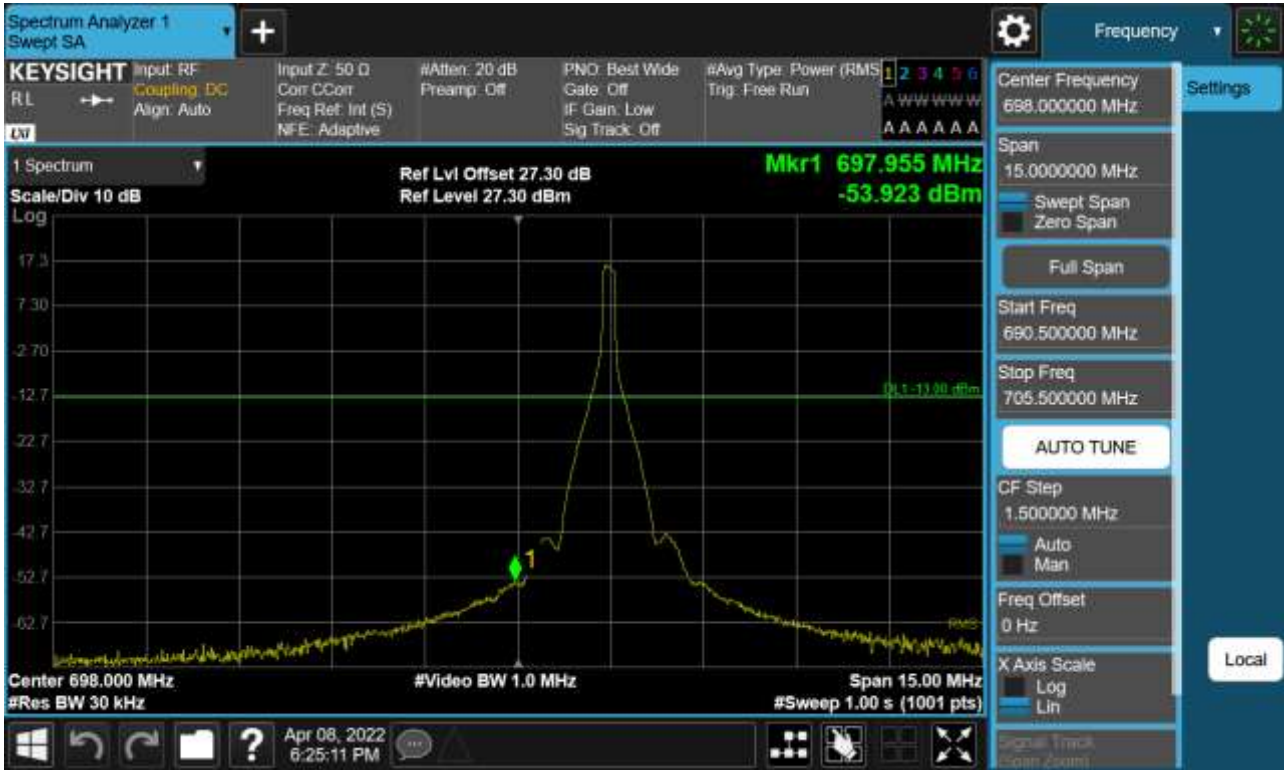 Spectrum Analyzer 1
Swept SA
+
Frequency
KEYSIGHT
RL
LXI
Input: RF
Coupling: DC
Align: Auto
Input Z: 50 Ω
Corr CCorr
Freq Ref: Int (S)
NFE: Adaptive
#Atten: 20 dB
Preamp: Off
PNO: Best Wide
Gate: Off
IF Gain: Low
Sig Track: Off
#Avg Type: Power (RMS
Trig: Free Run
1 2 3 4 5 6
A W W W W W
A A A A A A
1 Spectrum
Scale/Div 10 dB
Log
Ref Lvl Offset 27.30 dB
Ref Level 27.30 dBm
Mkr1 697.955 MHz
-53.923 dBm
17.3
7.30
-2.70
-12.7
DL1 -13.00 dBm
-22.7
-32.7
-42.7
1
-52.7
-62.7
RMS
Center 698.000 MHz
#Video BW 1.0 MHz
Span 15.00 MHz
#Res BW 30 kHz
#Sweep 1.00 s (1001 pts)
Center Frequency
698.000000 MHz
Settings
Span
15.0000000 MHz
Swept Span
Zero Span
Full Span
Start Freq
690.500000 MHz
Stop Freq
705.500000 MHz
AUTO TUNE
CF Step
1.500000 MHz
Auto
Man
Freq Offset
0 Hz
X Axis Scale
Log
Lin
Local
Signal Track
(Span Zoom)
?
Apr 08, 2022
6:25:11 PM